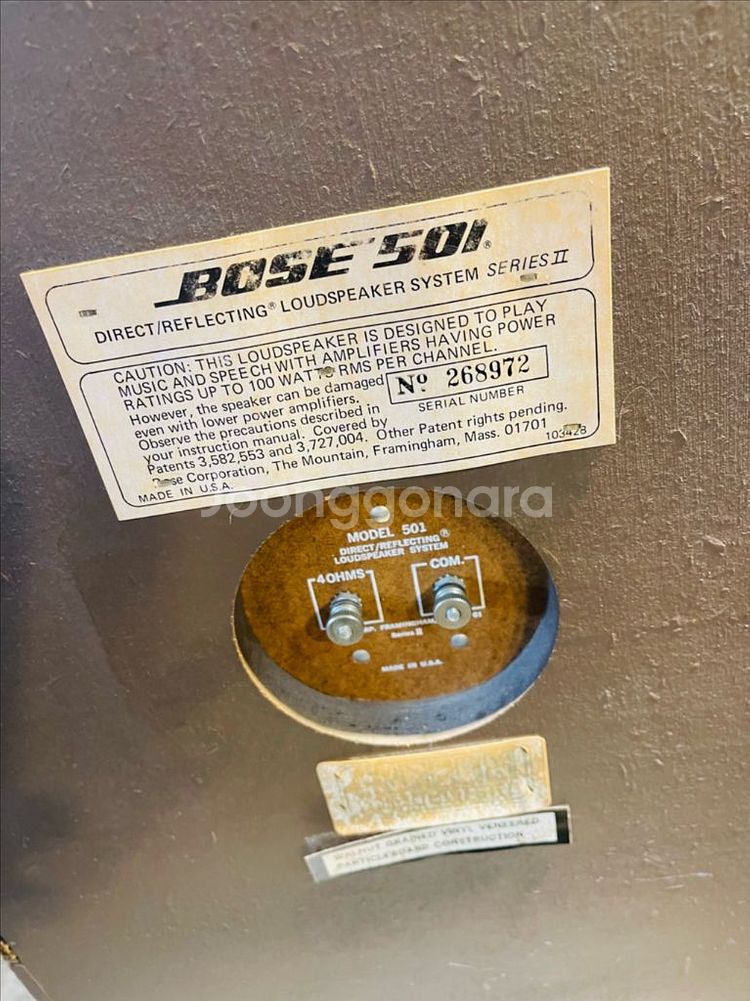 BOSE 501®
DIRECT/REFLECTING® LOUDSPEAKER SYSTEM SERIES II
CAUTION: THIS LOUDSPEAKER IS DESIGNED TO PLAY
MUSIC AND SPEECH WITH AMPLIFIERS HAVING POWER
RATINGS UP TO 100 WATTS RMS PER CHANNEL.
However, the speaker can be damaged
even with lower power amplifiers.
Observe the precautions described in
your instruction manual. Covered by
Nº 268972
SERIAL NUMBER
Patents 3,582,553 and 3,727,004. Other Patent rights pending.
Bose Corporation, The Mountain, Framingham, Mass. 01701
MADE IN U.S.A.
103428
Joonggonara
MODEL 501
DIRECT/REFLECTING®
LOUDSPEAKER SYSTEM
4 OHMS
COM.
FRAMINGHAM
Series II
MADE IN U.S.A.
WALNUT GRAINED VINYL VENEERED
PARTICLEBOARD CONSTRUCTION